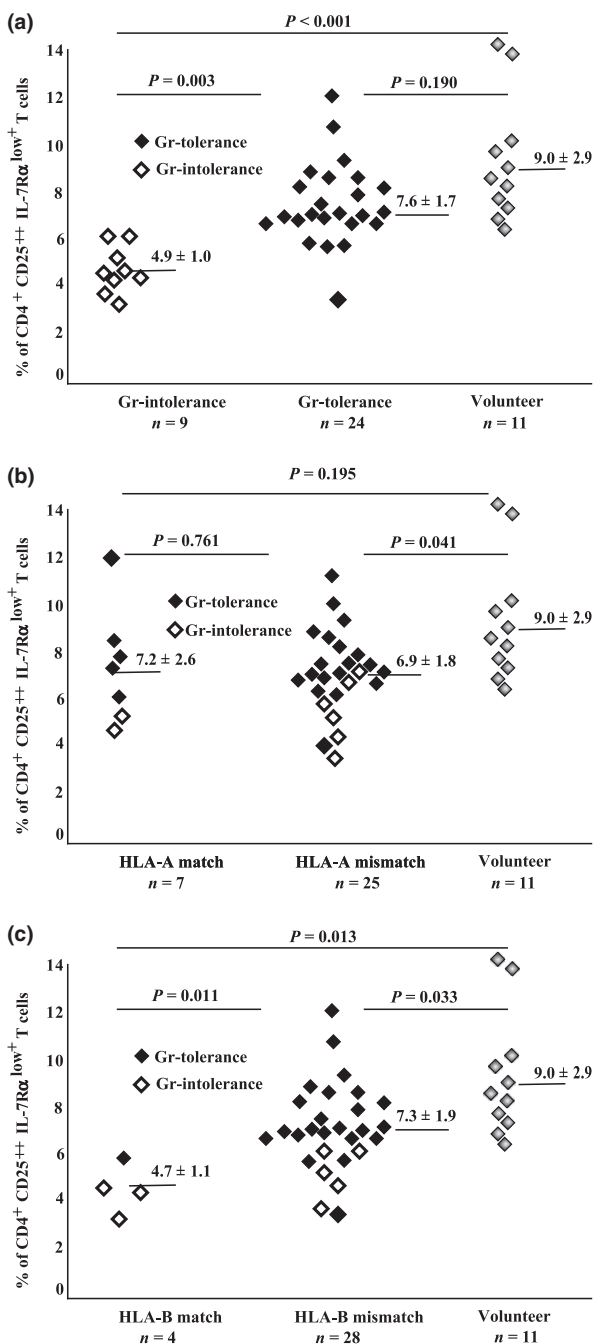 (a)
P < 0.001
P = 0.003
P = 0.190
Gr-tolerance
Gr-intolerance
9.0 ± 2.9
7.6 ± 1.7
4.9 ± 1.0
% of CD4+ CD25++ IL-7Rα low+ T cells
14
12
10
8
6
4
2
0
Gr-intolerance
n = 9
Gr-tolerance
n = 24
Volunteer
n = 11
(b)
P = 0.195
P = 0.761
P = 0.041
Gr-tolerance
Gr-intolerance
9.0 ± 2.9
7.2 ± 2.6
6.9 ± 1.8
% of CD4+ CD25++ IL-7Rα low+ T cells
14
12
10
8
6
4
2
0
HLA-A match
n = 7
HLA-A mismatch
n = 25
Volunteer
n = 11
(c)
P = 0.013
P = 0.011
P = 0.033
Gr-tolerance
Gr-intolerance
9.0 ± 2.9
7.3 ± 1.9
4.7 ± 1.1
% of CD4+ CD25++ IL-7Rα low+ T cells
14
12
10
8
6
4
2
0
HLA-B match
n = 4
HLA-B mismatch
n = 28
Volunteer
n = 11